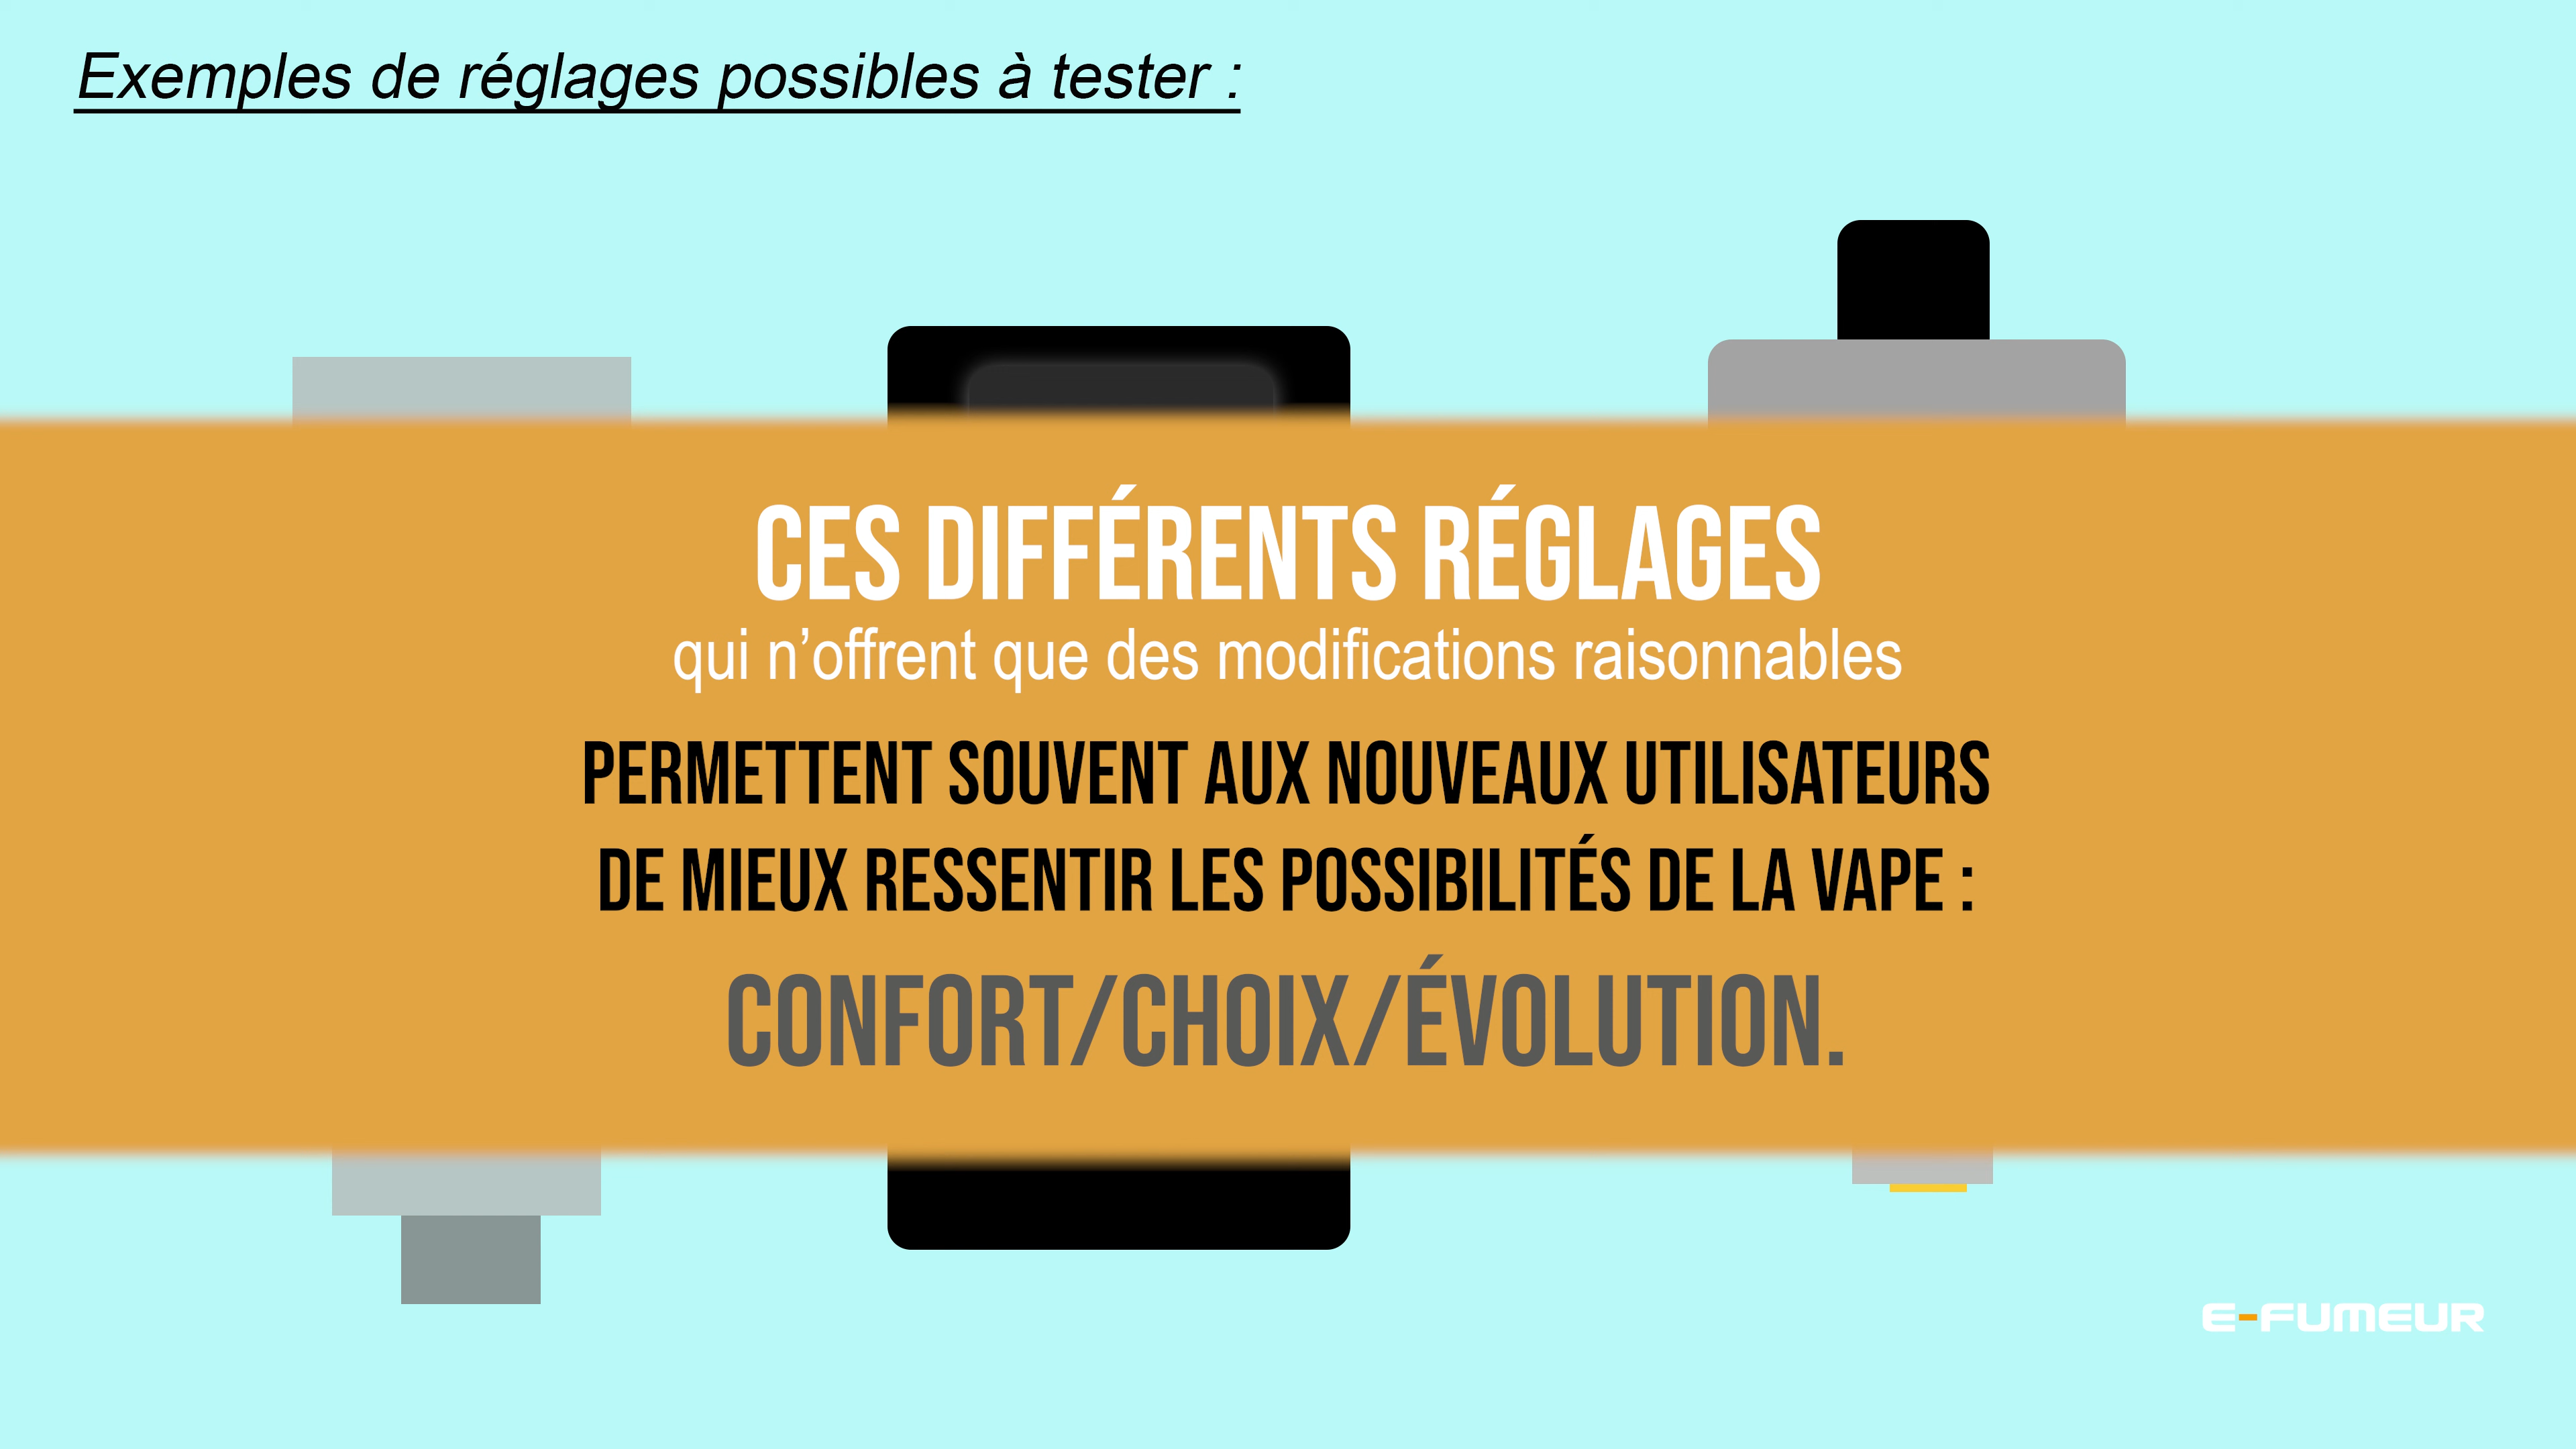 Exemples de réglages possibles à tester :
CES DIFFÉRENTS RÉGLAGES
qui n’offrent que des modifications raisonnables
PERMETTENT SOUVENT AUX NOUVEAUX UTILISATEURS
DE MIEUX RESSENTIR LES POSSIBILITÉS DE LA VAPE :
CONFORT/CHOIX/ÉVOLUTION.
E-FUMEUR